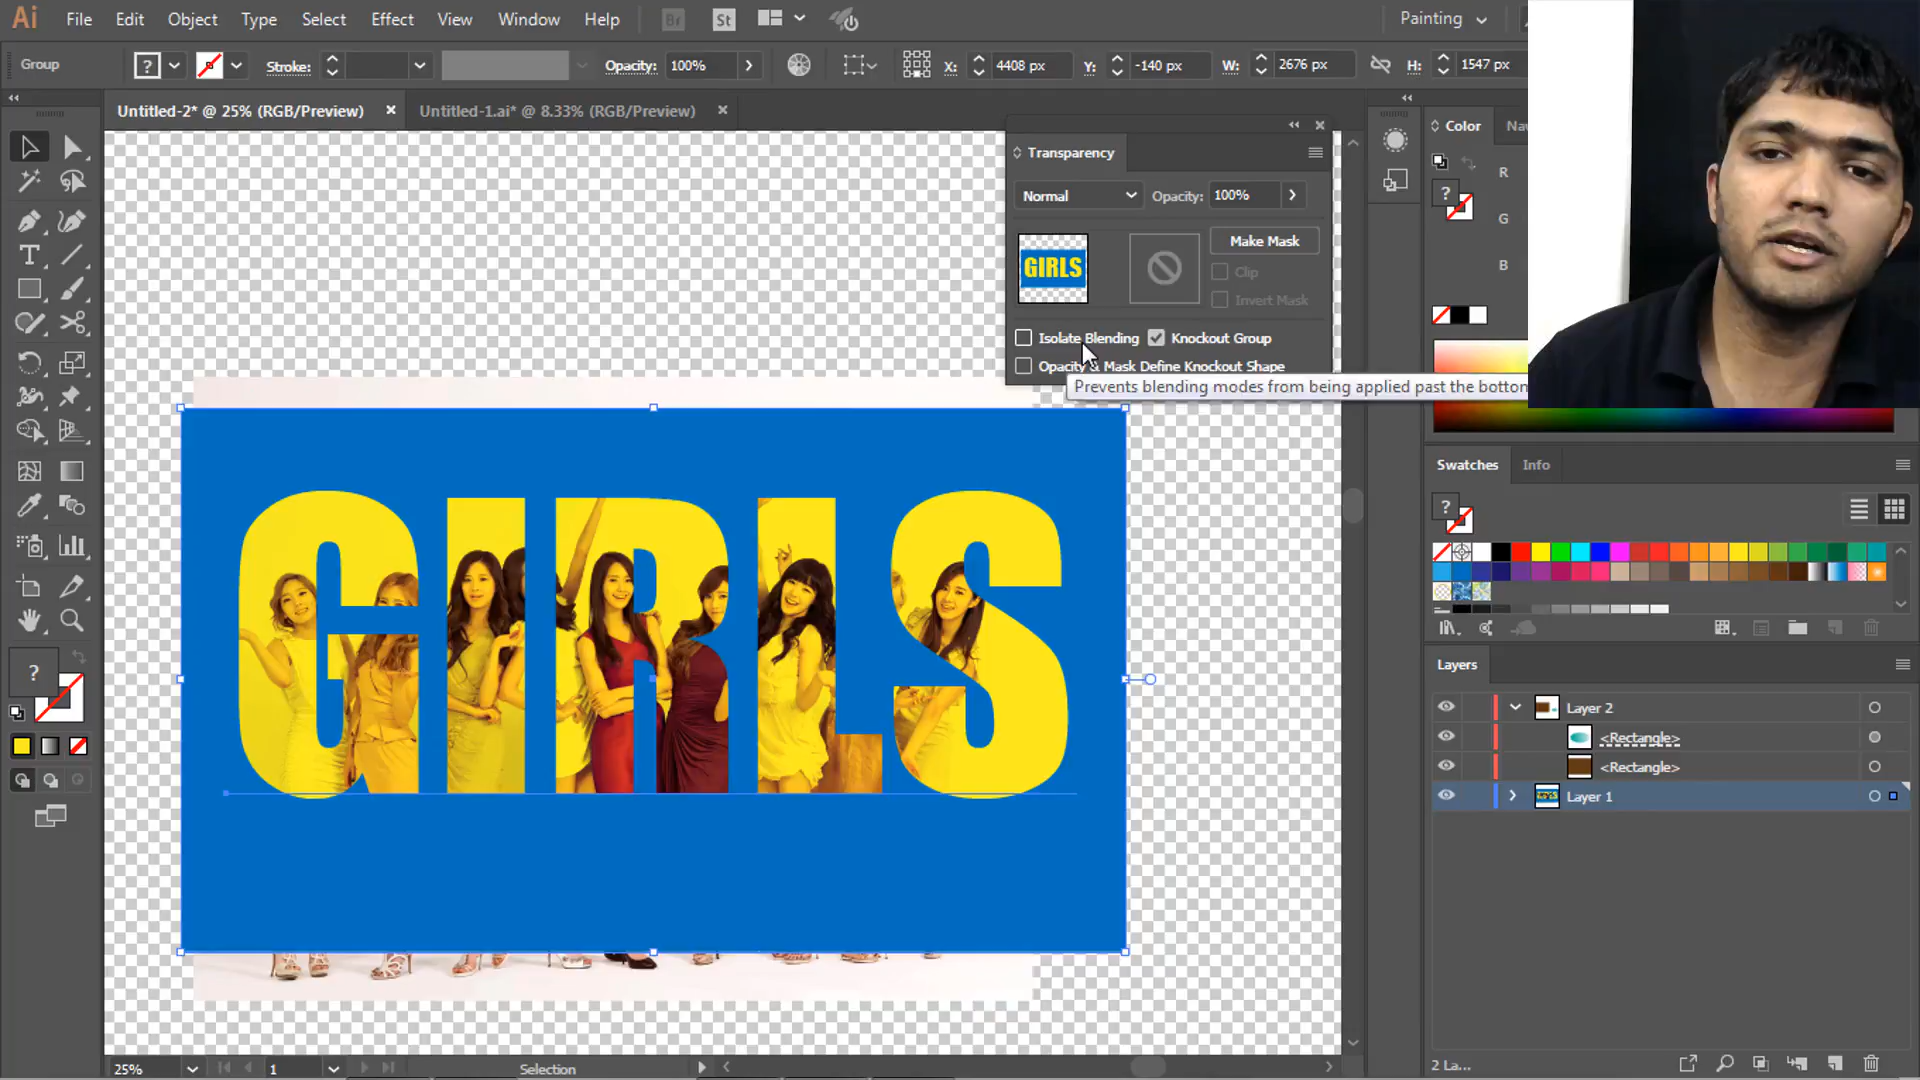 Ai File Edit Object Type Select Effect View Window Help Br St Painting
Group ? Stroke: Opacity: 100% X: 4408 px Y: -140 px W: 2676 px H: 1547 px
Untitled-2* @ 25% (RGB/Preview) Untitled-1.ai* @ 8.33% (RGB/Preview)
Color
Transparency
Normal Opacity: 100%
R
G
B
?
GIRLS
Make Mask
Clip
Invert Mask
Isolate Blending Knockout Group
Opacity & Mask Define Knockout Shape
Prevents blending modes from being applied past the bottom
Swatches Info
?
GIRLS
?
Layers
Layer 2
<Rectangle>
<Rectangle>
Layer 1
25% 1 Selection
2 La...